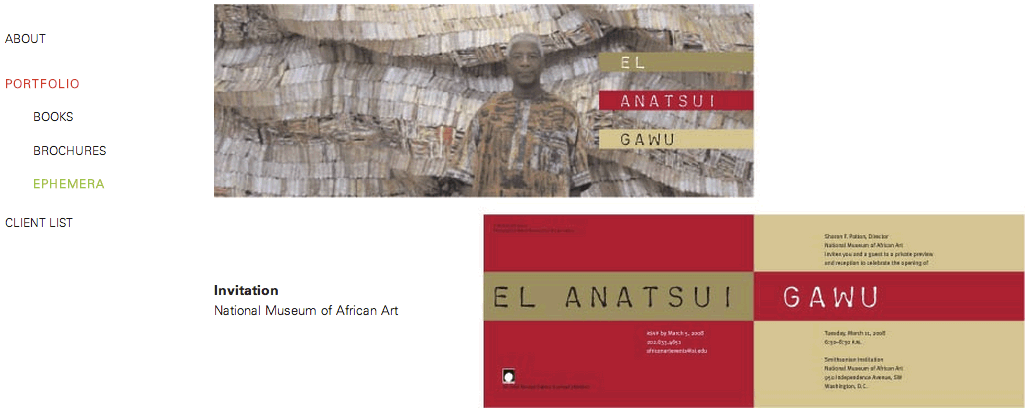 ABOUT
PORTFOLIO
BOOKS
BROCHURES
EPHEMERA
CLIENT LIST
EL
ANATSUI
GAWU
Invitation
National Museum of African Art
EL ANATSUI GAWU
RSVP by March 5, 2008
202.633.4651
africanartevents@si.edu
Sharon F. Patton, Director
National Museum of African Art
invites you and a guest to a private preview
and reception to celebrate the opening of
Tuesday, March 11, 2008
6:30–8:30 P.M.
Smithsonian Institution
National Museum of African Art
950 Independence Avenue, SW
Washington, D.C.